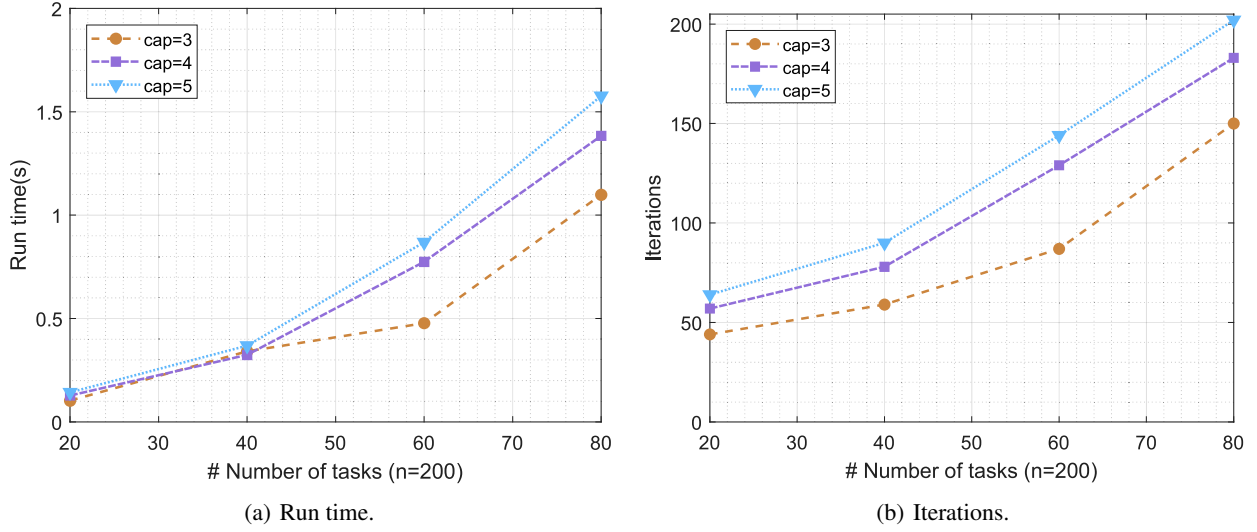 2
1.5
1
0.5
0
Run time(s)
cap=3
cap=4
cap=5
20 30 40 50 60 70 80
# Number of tasks (n=200)
(a) Run time.
200
150
100
50
0
Iterations
cap=3
cap=4
cap=5
20 30 40 50 60 70 80
# Number of tasks (n=200)
(b) Iterations.